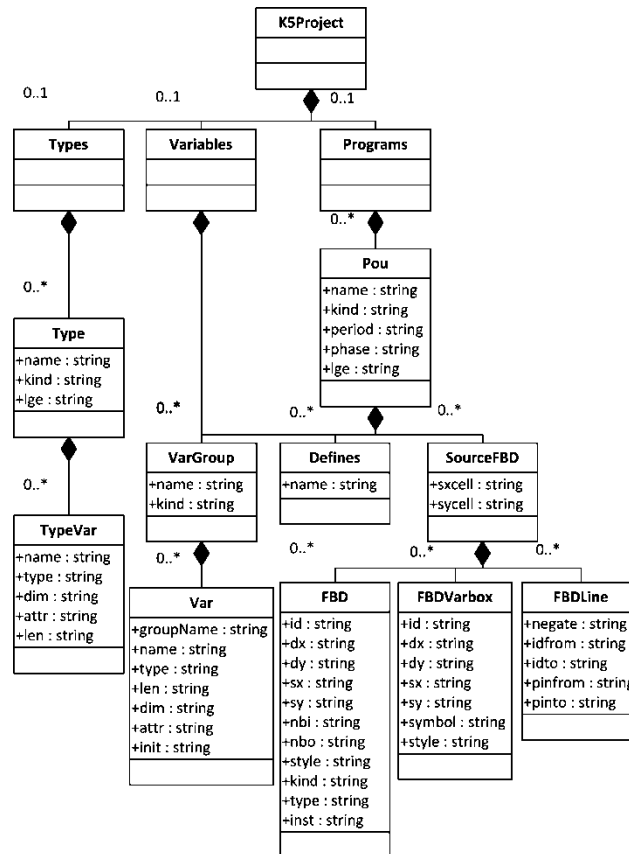 K5Project
0..1
0..1
0..1
Types
Variables
Programs
0..*
Pou
+name : string
+kind : string
+period : string
+phase : string
+lge : string
0..*
Type
+name : string
+kind : string
+lge : string
0..*
0..*
0..*
VarGroup
+name : string
+kind : string
Defines
+name : string
SourceFBD
+sxcell : string
+sycell : string
0..*
TypeVar
+name : string
+type : string
+dim : string
+attr : string
+len : string
0..*
Var
+groupName : string
+name : string
+type : string
+len : string
+dim : string
+attr : string
+init : string
0..*
0..*
0..*
FBD
+id : string
+dx : string
+dy : string
+sx : string
+sy : string
+nbi : string
+nbo : string
+style : string
+kind : string
+type : string
+inst : string
FBDVarbox
+id : string
+dx : string
+dy : string
+sx : string
+sy : string
+symbol : string
+style : string
FBDLine
+negate : string
+idfrom : string
+idto : string
+pinfrom : string
+pinto : string